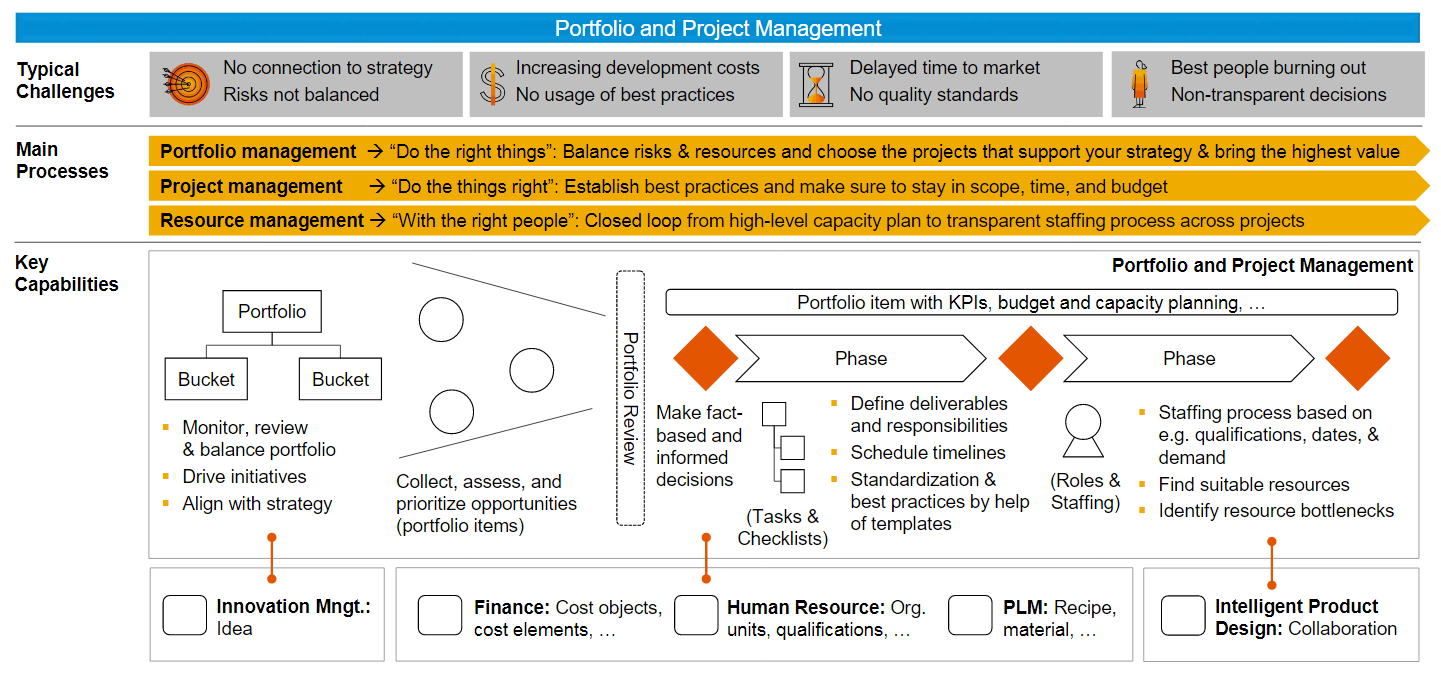 Portfolio and Project Management
Typical
Challenges
No connection to strategy
Risks not balanced
Increasing development costs
No usage of best practices
Delayed time to market
No quality standards
Best people burning out
Non-transparent decisions
Main
Processes
Portfolio management → “Do the right things”: Balance risks & resources and choose the projects that support your strategy & bring the highest value
Project management → “Do the things right”: Establish best practices and make sure to stay in scope, time, and budget
Resource management → “With the right people”: Closed loop from high-level capacity plan to transparent staffing process across projects
Key
Capabilities
Portfolio and Project Management
Portfolio
Bucket
Bucket
▪ Monitor, review
& balance portfolio
▪ Drive initiatives
▪ Align with strategy
Collect, assess, and
prioritize opportunities
(portfolio items)
Portfolio Review
Portfolio item with KPIs, budget and capacity planning, …
Phase
Phase
Make fact-
based and
informed
decisions
(Tasks &
Checklists)
▪ Define deliverables
and responsibilities
▪ Schedule timelines
▪ Standardization &
best practices by help
of templates
(Roles &
Staffing)
▪ Staffing process based on
e.g. qualifications, dates, &
demand
▪ Find suitable resources
▪ Identify resource bottlenecks
Innovation Mngt.:
Idea
Finance: Cost objects,
cost elements, …
Human Resource: Org.
units, qualifications, …
PLM: Recipe,
material, …
Intelligent Product
Design: Collaboration